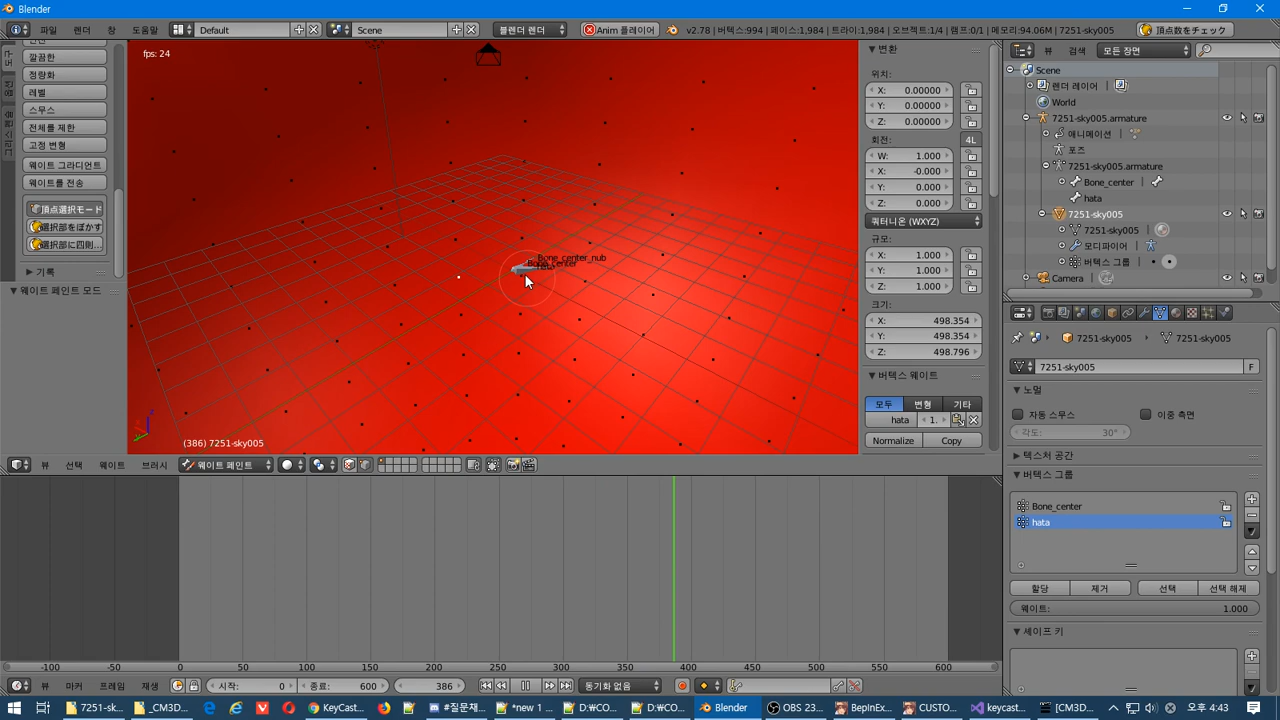 Blender
파일
렌더
창
도움말
Default
Scene
블렌더 렌더
Anim 플레이어
v2.78 | 버텍스:994 | 페이스:1,984 | 트라이:1,984 | 오브젝트:1/4 | 램프:0/1 | 메모리:94.06M | 7251-sky005
頂点数をチェック
깔끔한
정량화
레벨
스무스
전체를 제한
고정 변형
웨이트 그라디언트
웨이트를 전송
頂点選択モード
選択部をぼかす
選択部に四則...
기록
웨이트 페인트 모드
fps: 24
Bone_center_nub
Bone_center
hata
(386) 7251-sky005
변환
위치:
X: 0.00000
Y: 0.00000
Z: 0.00000
회전: 4L
W: 1.000
X: -0.000
Y: 0.000
Z: 0.000
쿼터니온 (WXYZ)
규모:
X: 1.000
Y: 1.000
Z: 1.000
크기:
X: 498.354
Y: 498.354
Z: 498.796
버텍스 웨이트
모두 변형 기타
hata 1.
Normalize Copy
뷰 검색 모든 장면
Scene
렌더 레이어
World
7251-sky005.armature
애니메이션
포즈
7251-sky005.armature
Bone_center
hata
7251-sky005
7251-sky005
모디파이어
버텍스 그룹
Camera
7251-sky005 7251-sky005
7251-sky005 F
노멀
자동 스무스 이중 측면
각도: 30°
텍스처 공간
버텍스 그룹
Bone_center
hata
할당 제거 선택 선택 해제
웨이트: 1.000
셰이프 키
뷰 선택 웨이트 브러시 웨이트 페인트
-100 -50 0 50 100 150 200 250 300 350 400 450 500 550 600
뷰 마커 프레임 재생 시작: 0 종료: 600 386 동기화 없음
7251-sk... _CM3D... KeyCast... #질문채... *new 1 ... D:₩CO... D:₩CO... Blender OBS 23... BepInEx... CUSTO... keycast... [CM3D... 오후 4:43